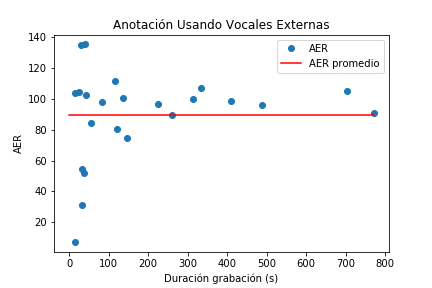 Anotación Usando Vocales Externas
AER
AER promedio
140
120
100
80
60
40
20
AER
0 100 200 300 400 500 600 700 800
Duración grabación (s)